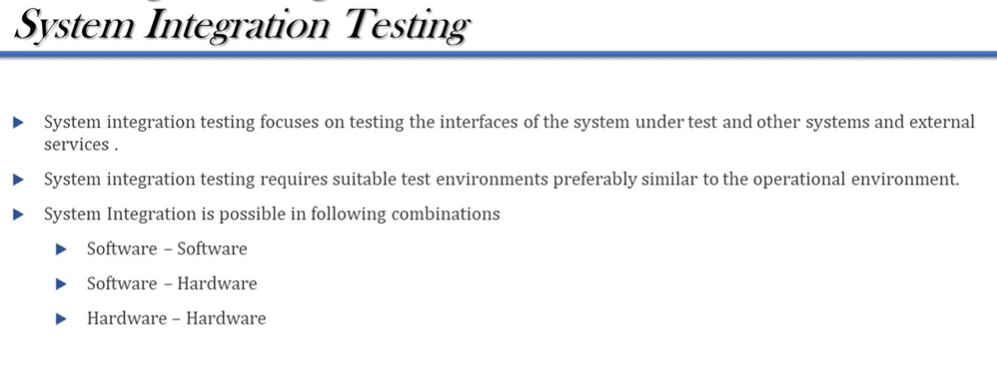 System Integration Testing
System integration testing focuses on testing the interfaces of the system under test and other systems and external
services .
System integration testing requires suitable test environments preferably similar to the operational environment.
System Integration is possible in following combinations
Software – Software
Software – Hardware
Hardware – Hardware